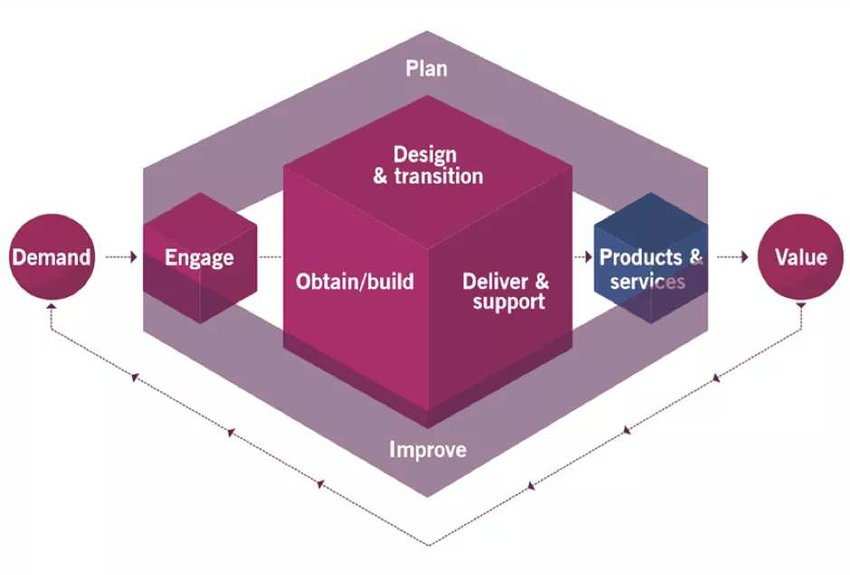 Plan
Design
& transition
Demand
Engage
Obtain/build
Deliver &
support
Products &
services
Value
Improve